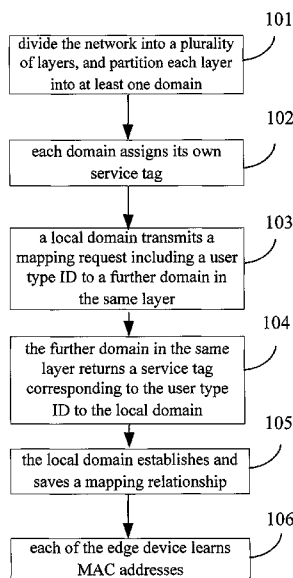 101
divide the network into a plurality
of layers, and partition each layer
into at least one domain
102
each domain assigns its own
service tag
103
a local domain transmits a
mapping request including a user
type ID to a further domain in
the same layer
104
the further domain in the same
layer returns a service tag
corresponding to the user type
ID to the local domain
105
the local domain establishes and
saves a mapping relationship
106
each of the edge device learns
MAC addresses